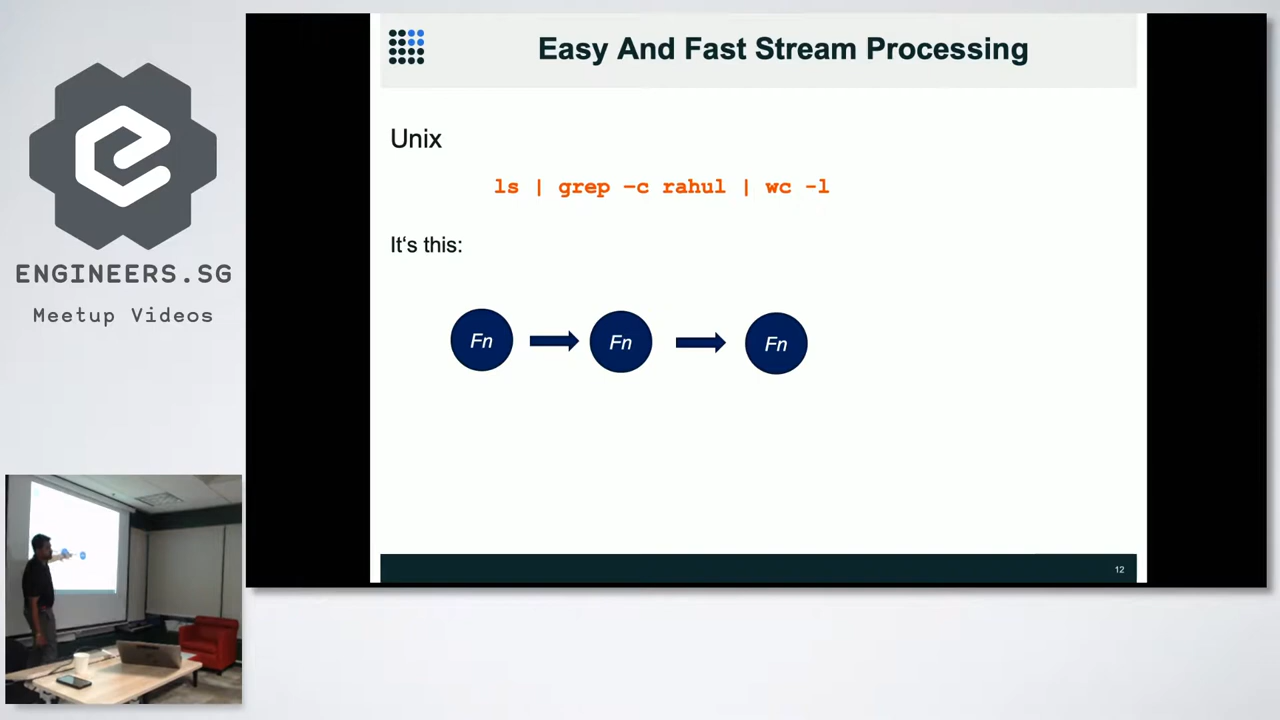 Easy And Fast Stream Processing
Unix
ls | grep –c rahul | wc -l
It‘s this:
Fn
Fn
Fn
12
ENGINEERS.SG
Meetup Videos